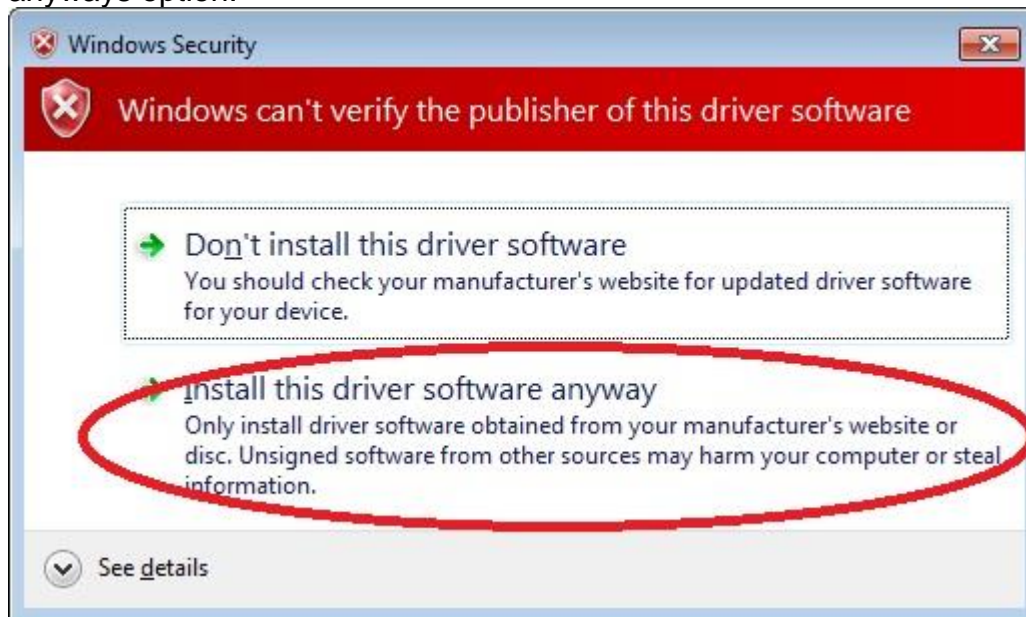 anyways option.
Windows Security
Windows can't verify the publisher of this driver software
Don't install this driver software
You should check your manufacturer's website for updated driver software
for your device.
Install this driver software anyway
Only install driver software obtained from your manufacturer's website or
disc. Unsigned software from other sources may harm your computer or steal
information.
See details